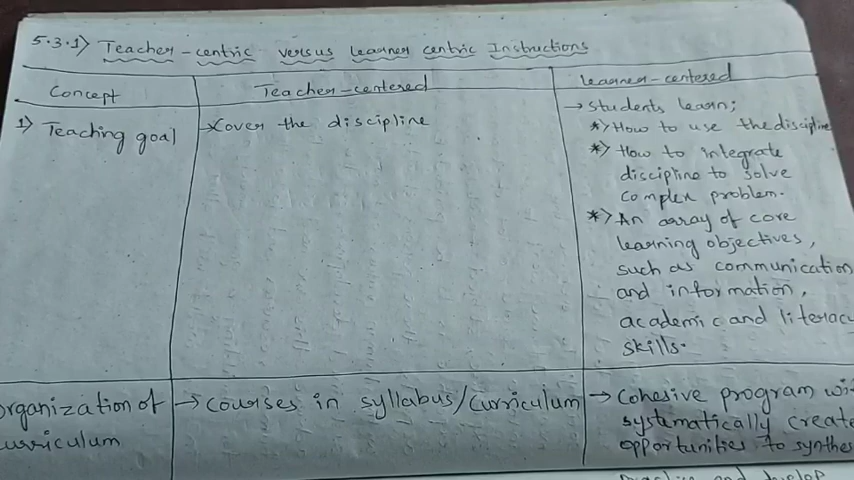 5.3.1) Teacher-centric versus Learner centric Instructions
Concept
Teacher-centered
Learner-centered
1) Teaching goal
→Cover the discipline
→ Students learn;
*) How to use the discipline
*) How to integrate
discipline to solve
complex problem.
*) An array of core
learning objectives,
such as communication
and information,
academic and literacy
skills.
organization of
curriculum
→ courses in syllabus/curriculum
→ Cohesive program with
systematically create
opportunities to synthes
and develop